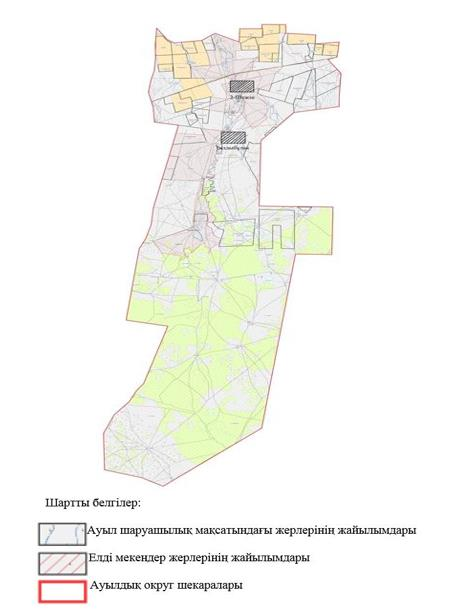 Шартты белгілер:
Ауыл шаруашылық мақсатындағы жерлерінің жайылымдары
Елді мекендер жерлерінің жайылымдары
Ауылдық округ шекаралары